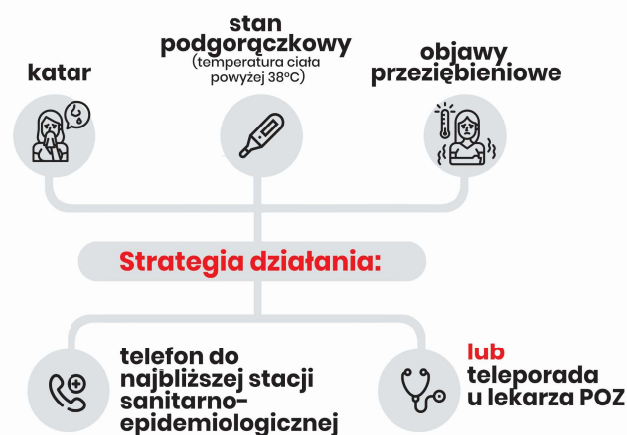 katar
stan
podgorączkowy
(temperatura ciała
powyżej 38°C)
objawy
przeziębieniowe
Strategia działania:
telefon do
najbliższej stacji
sanitarno-
epidemiologicznej
lub
teleporada
u lekarza POZ